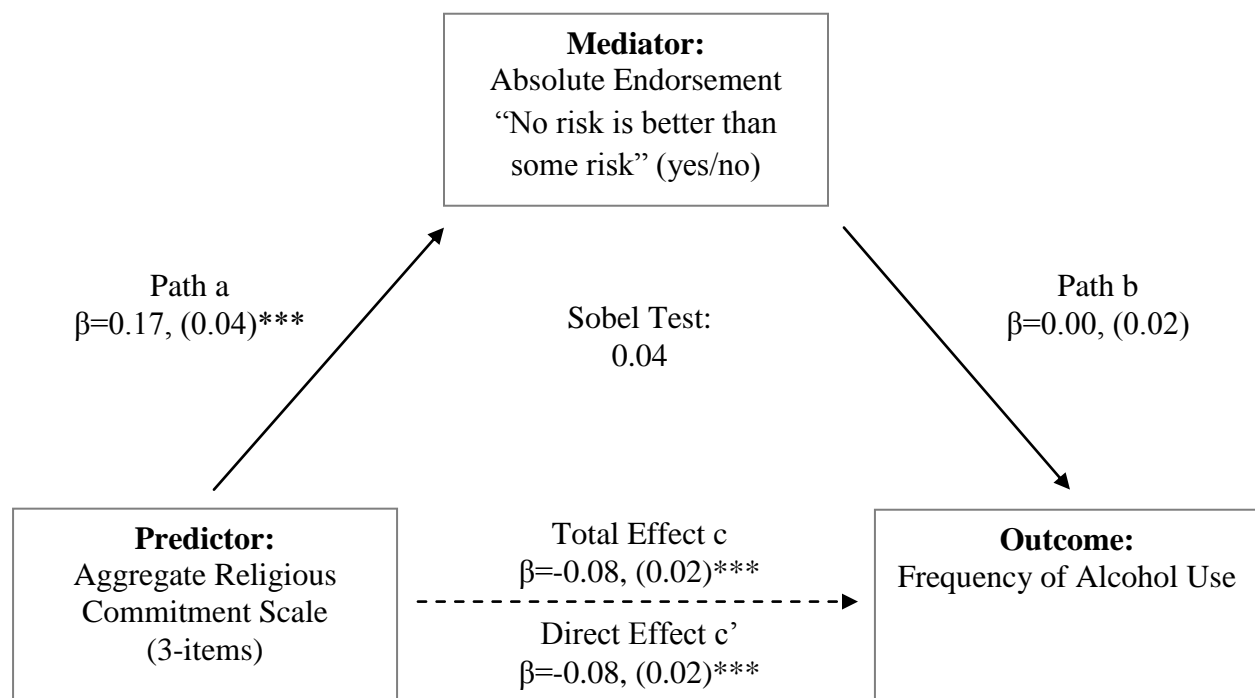 Mediator:
Absolute Endorsement
“No risk is better than
some risk” (yes/no)
Path a
β=0.17, (0.04)***
Sobel Test:
0.04
Path b
β=0.00, (0.02)
Predictor:
Aggregate Religious
Commitment Scale
(3-items)
Total Effect c
β=-0.08, (0.02)***
Direct Effect c’
β=-0.08, (0.02)***
Outcome:
Frequency of Alcohol Use